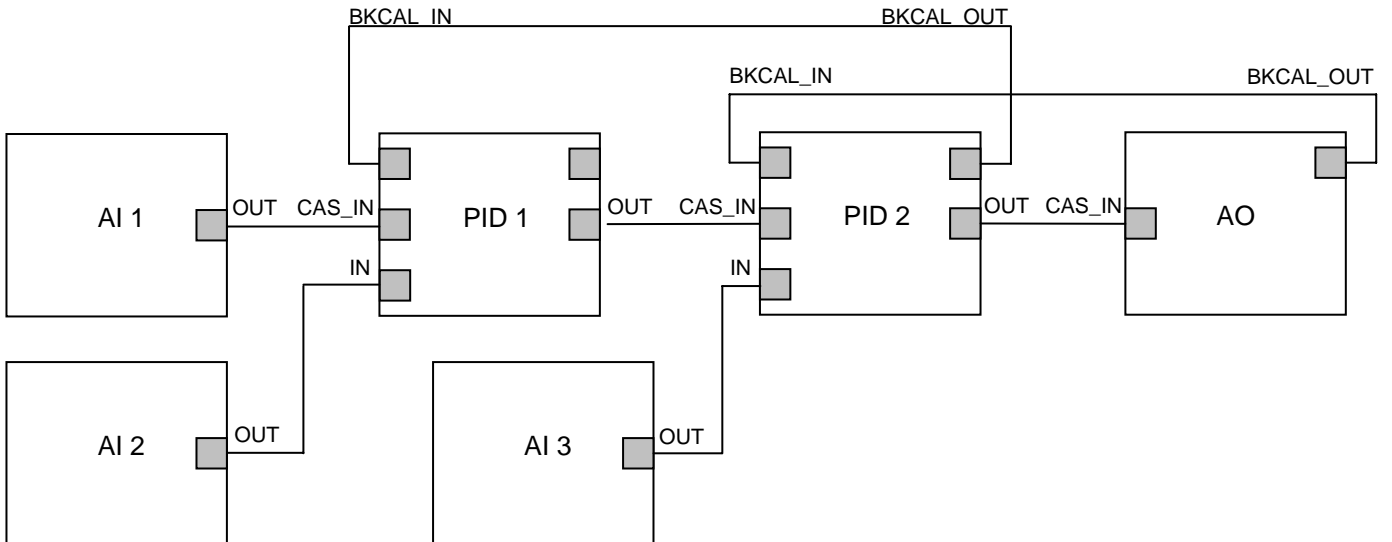 BKCAL_IN
BKCAL_OUT
BKCAL_IN
BKCAL_OUT
AI 1
OUT
CAS_IN
PID 1
OUT
CAS_IN
PID 2
OUT
CAS_IN
AO
IN
IN
AI 2
OUT
AI 3
OUT